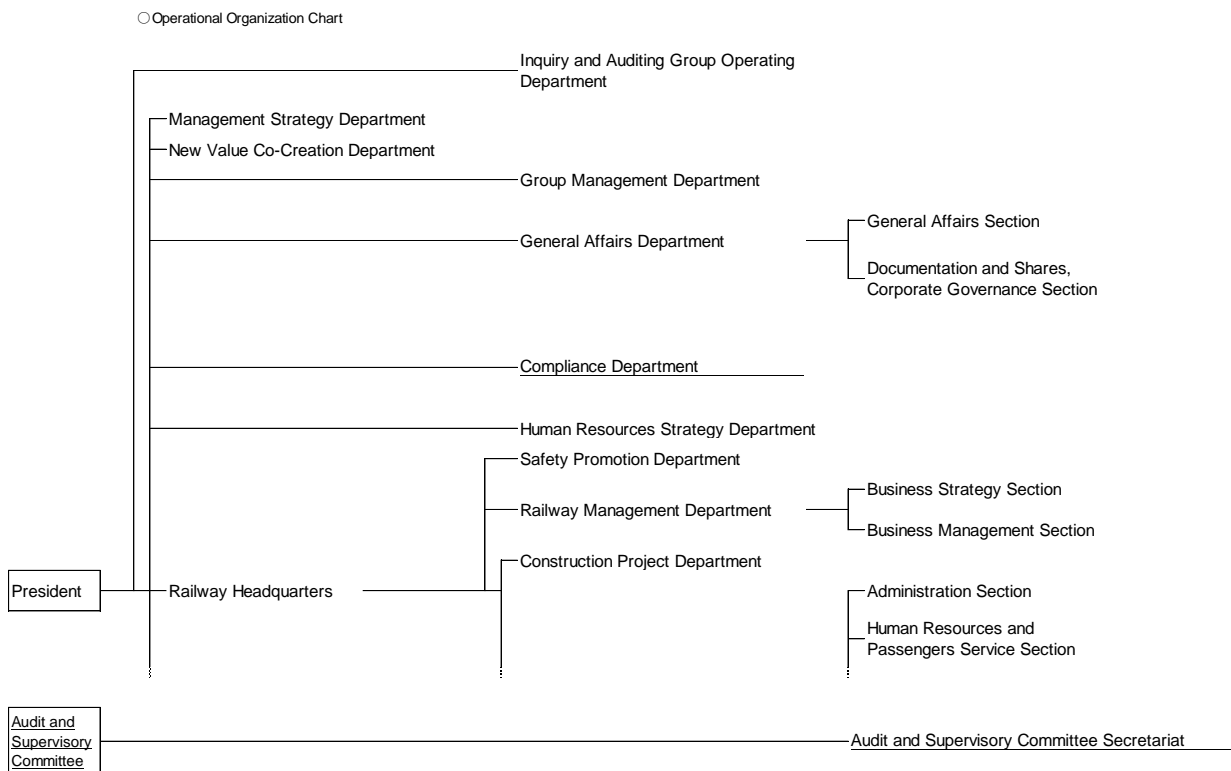 ○Operational Organization Chart
Inquiry and Auditing Group Operating
Department
Management Strategy Department
New Value Co-Creation Department
Group Management Department
General Affairs Section
General Affairs Department
Documentation and Shares,
Corporate Governance Section
Compliance Department
Human Resources Strategy Department
Safety Promotion Department
Business Strategy Section
Railway Management Department
Business Management Section
Construction Project Department
President
Railway Headquarters
Administration Section
Human Resources and
Passengers Service Section
Audit and
Supervisory
Committee
Audit and Supervisory Committee Secretariat